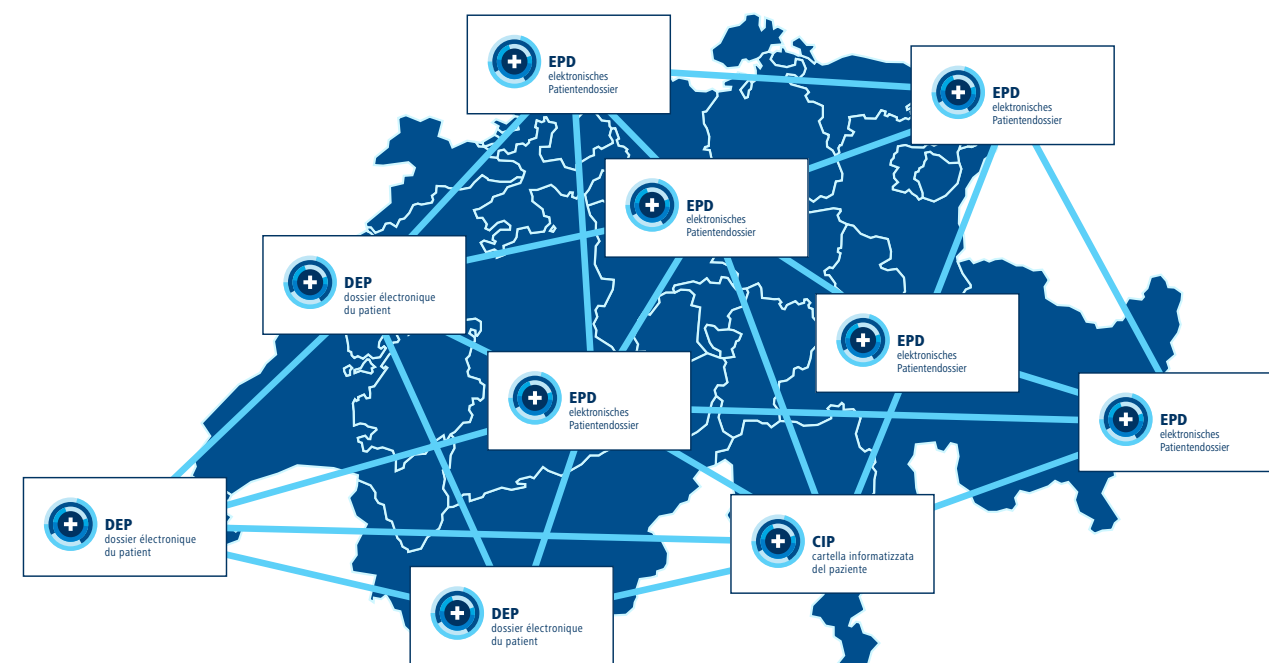 EPD
elektronisches
Patientendossier
EPD
elektronisches
Patientendossier
EPD
elektronisches
Patientendossier
DEP
dossier électronique
du patient
EPD
elektronisches
Patientendossier
EPD
elektronisches
Patientendossier
EPD
elektronisches
Patientendossier
DEP
dossier électronique
du patient
CIP
cartella informatizzata
del paziente
DEP
dossier électronique
du patient